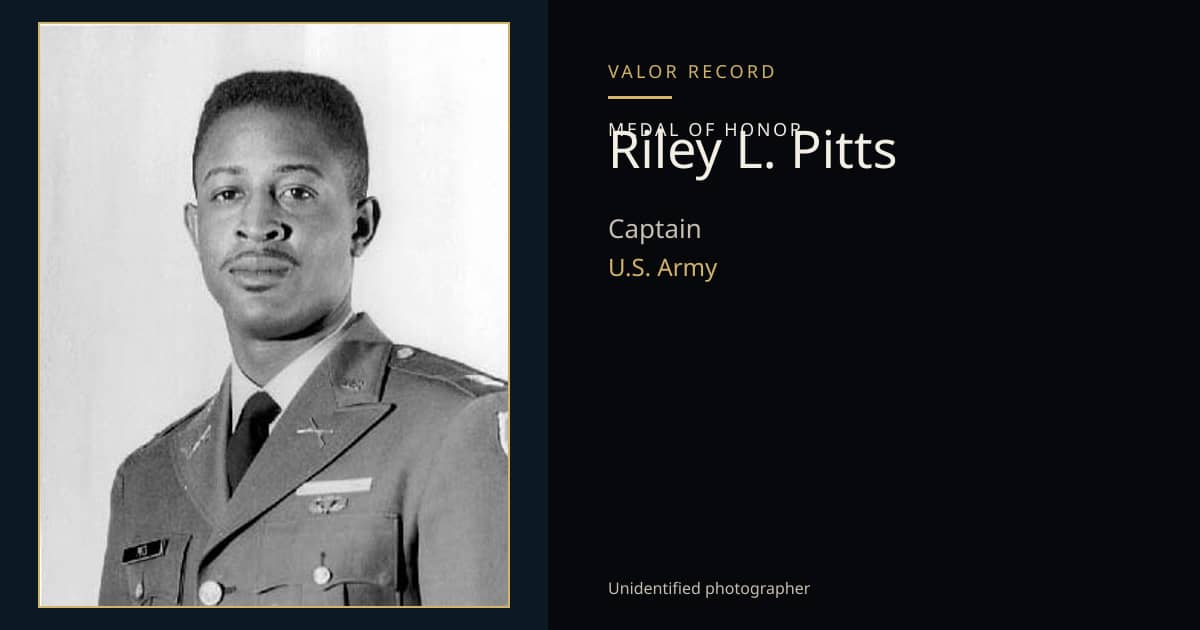 VALOR RECORD
MEDAL OF HONOR
Riley L. Pitts
Captain
U.S. Army
Unidentified photographer